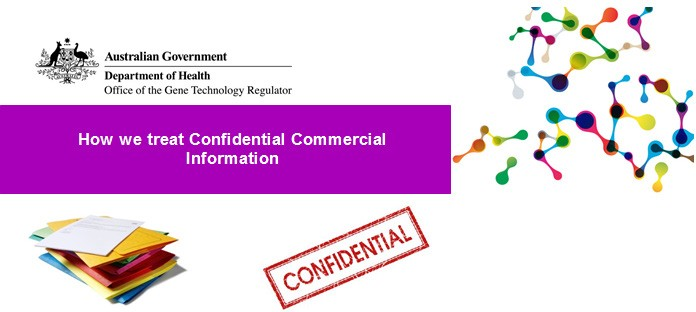 Australian Government
Department of Health
Office of the Gene Technology Regulator
How we treat Confidential Commercial
Information
CONFIDENTIAL